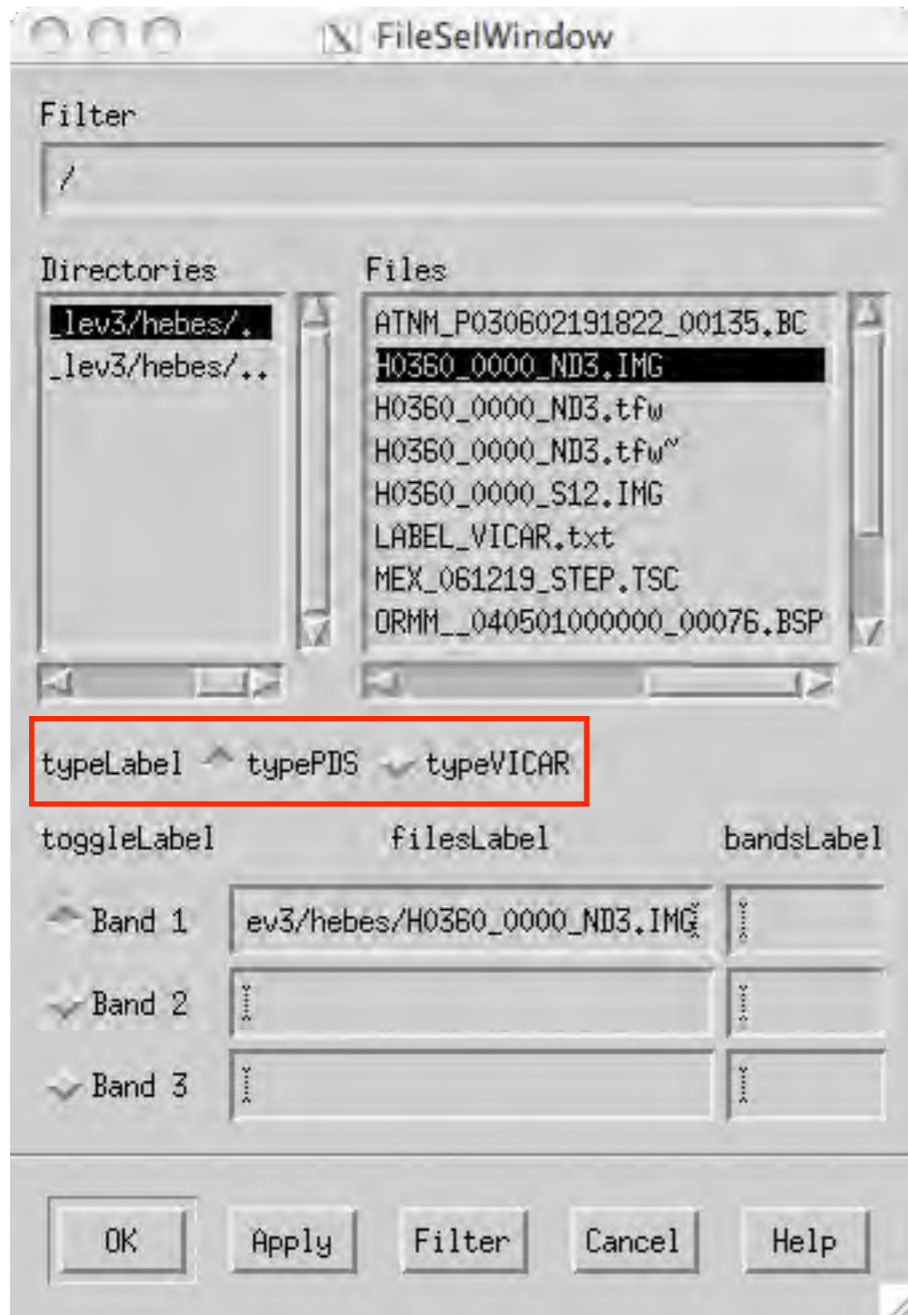 FileSelWindow
Filter
/
Directories
_lev3/hebes/.
_lev3/hebes/..
Files
ATNM_P030602191822_00135.BC
H0360_0000_ND3.IMG
H0360_0000_ND3.tfw
H0360_0000_ND3.tfw~
H0360_0000_S12.IMG
LABEL_VICAR.txt
MEX_061219_STEP.TSC
ORMM__040501000000_00076.BSP
typeLabel typePDS typeVICAR
toggleLabel filesLabel bandsLabel
Band 1 ev3/hebes/H0360_0000_ND3.IMG
Band 2
Band 3
OK Apply Filter Cancel Help